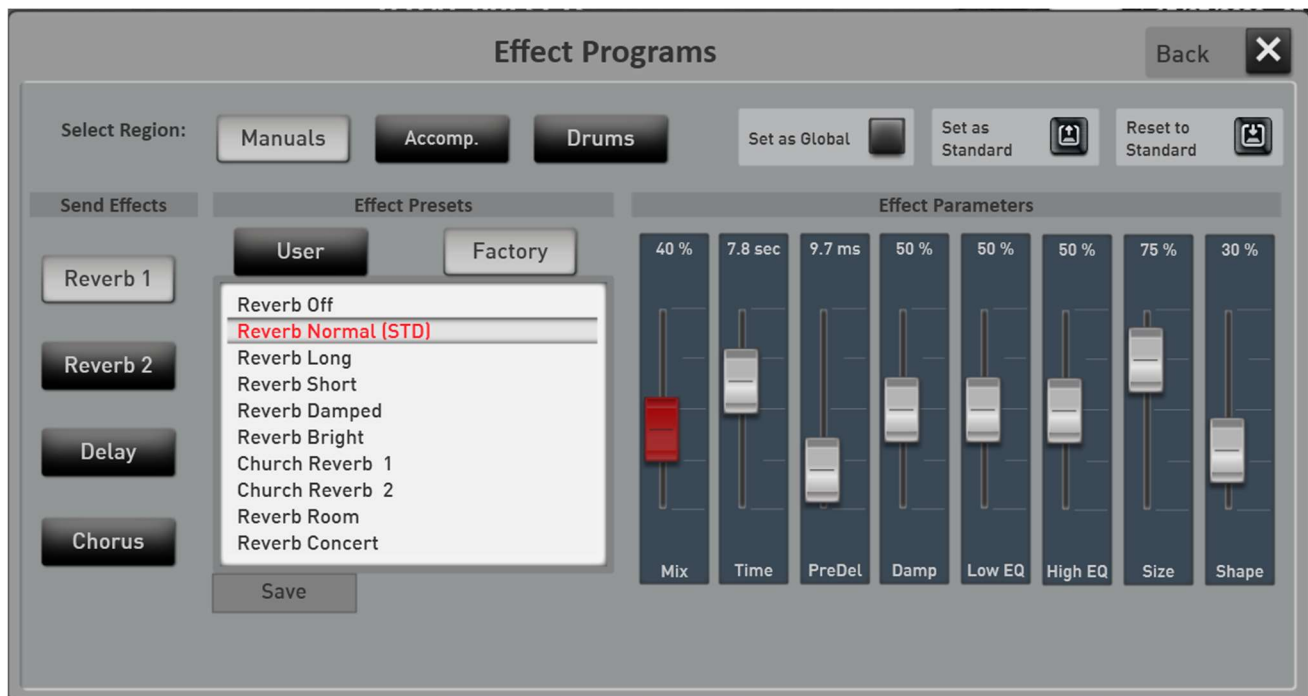 Effect Programs
Back
Select Region:
Manuals
Accomp.
Drums
Set as Global
Set as
Standard
Reset to
Standard
Send Effects
Effect Presets
Effect Parameters
User
Factory
Reverb 1
Reverb 2
Delay
Chorus
Reverb Off
Reverb Normal (STD)
Reverb Long
Reverb Short
Reverb Damped
Reverb Bright
Church Reverb 1
Church Reverb 2
Reverb Room
Reverb Concert
Save
40 %
7.8 sec
9.7 ms
50 %
50 %
50 %
75 %
30 %
Mix
Time
PreDel
Damp
Low EQ
High EQ
Size
Shape